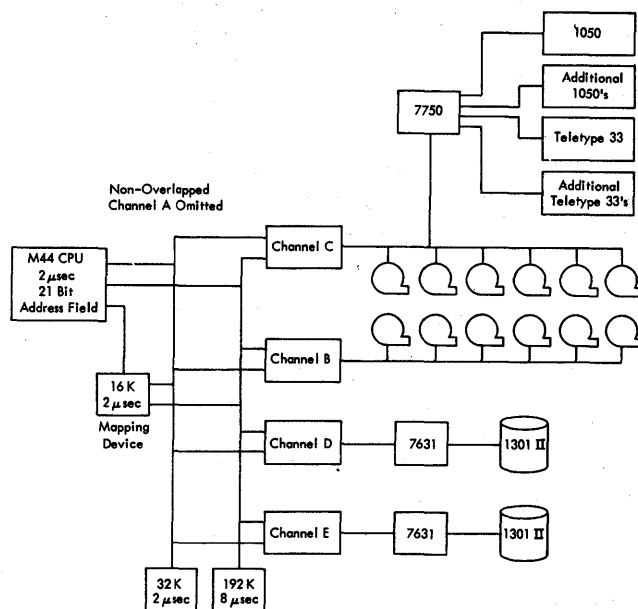 1050
Additional
1050's
7750
Teletype 33
Additional
Teletype 33's
Non-Overlapped
Channel A Omitted
M44 CPU
2 μsec
21 Bit
Address Field
Channel C
Channel B
16 K
2 μsec
Mapping
Device
Channel D
7631
1301 II
Channel E
7631
1301 II
32 K
2 μsec
192 K
8 μsec